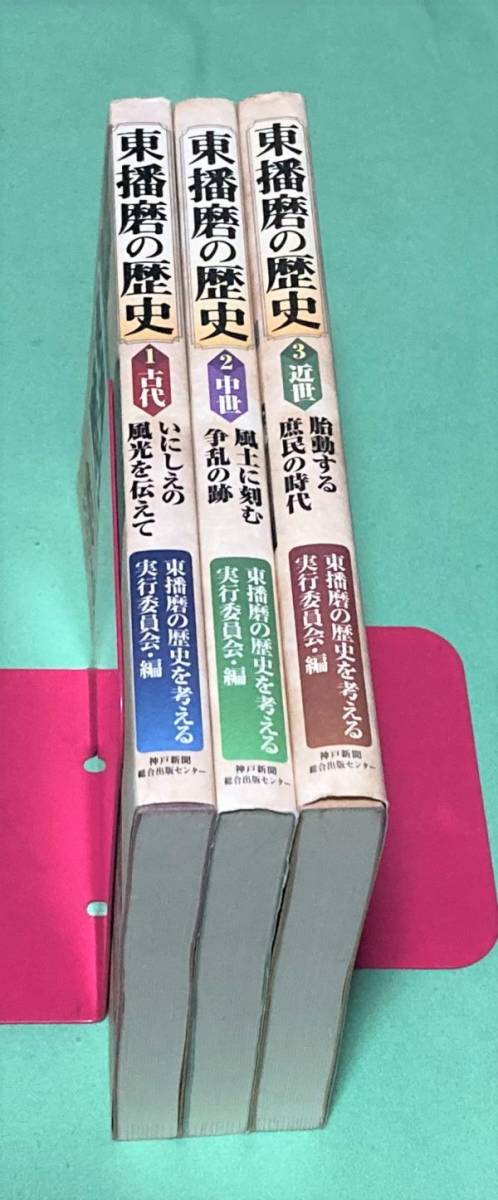 東播磨の歴史
1
古代
いにしえの
風光を伝えて
東播磨の歴史を考える
実行委員会・編
東播磨の歴史
2
中世
風土に刻む
争乱の跡
東播磨の歴史を考える
実行委員会・編
東播磨の歴史
3
近世
胎動する
庶民の時代
東播磨の歴史を考える
実行委員会・編
神戸新聞
総合出版センター
神戸新聞
総合出版センター
神戸新聞
総合出版センター